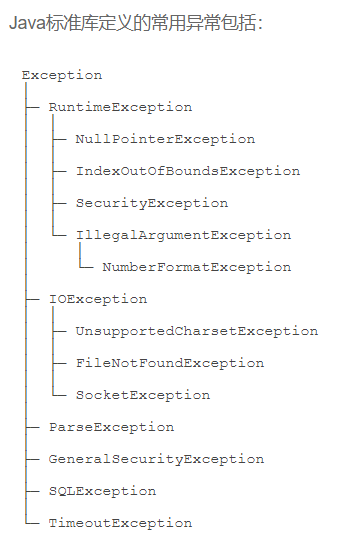 Java标准库定义的常用异常包括：
Exception
RuntimeException
NullPointerException
IndexOutOfBoundsException
SecurityException
IllegalArgumentException
NumberFormatException
IOException
UnsupportedCharsetException
FileNotFoundException
SocketException
ParseException
GeneralSecurityException
SQLException
TimeoutException